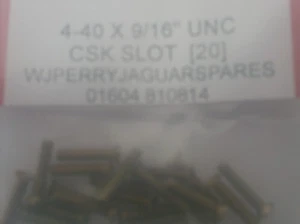 4-40 X 9/16" UNC
CSK SLOT [20]
WJPERRYJAGUARSPARES
01604 810814